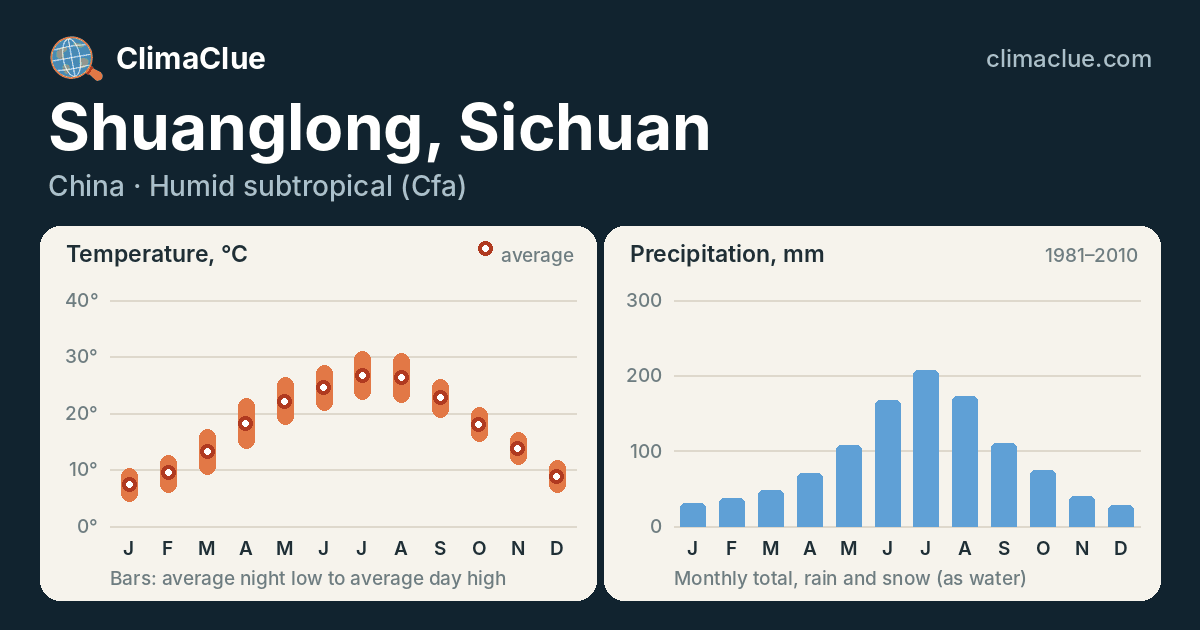 ClimaClue
climaclue.com
Shuanglong, Sichuan
China · Humid subtropical (Cfa)
Temperature, °C
average
40°
30°
20°
10°
0°
J F M A M J J A S O N D
Bars: average night low to average day high
Precipitation, mm
1981–2010
300
200
100
0
J F M A M J J A S O N D
Monthly total, rain and snow (as water)